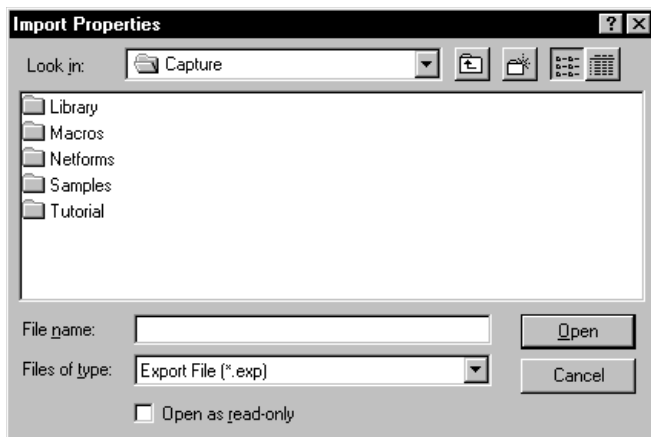 Import Properties
Look in: Capture
Library
Macros
Netforms
Samples
Tutorial
File name: Open
Files of type: Export File (*.exp) Cancel
Open as read-only